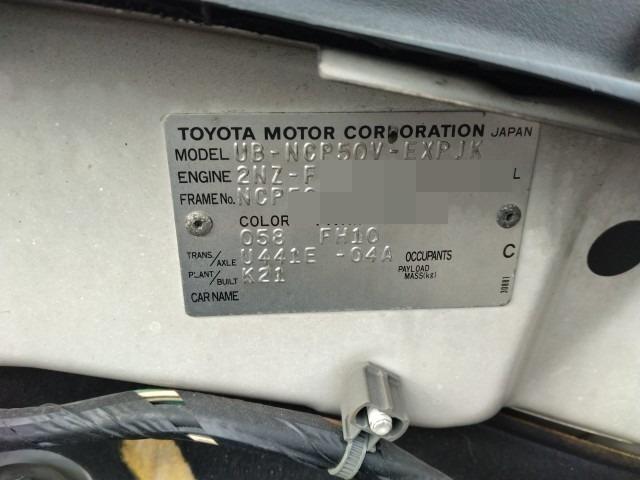 TOYOTA MOTOR CORPORATION JAPAN
MODEL UB-NCP50V-EXPJK
ENGINE 2NZ-F L
FRAME No. NCP5
COLOR
058 FH10
TRANS/AXLE U441E -04A OCCUPANTS C
PLANT/BUILT K21 PAYLOAD MASS(kg)
CAR NAME